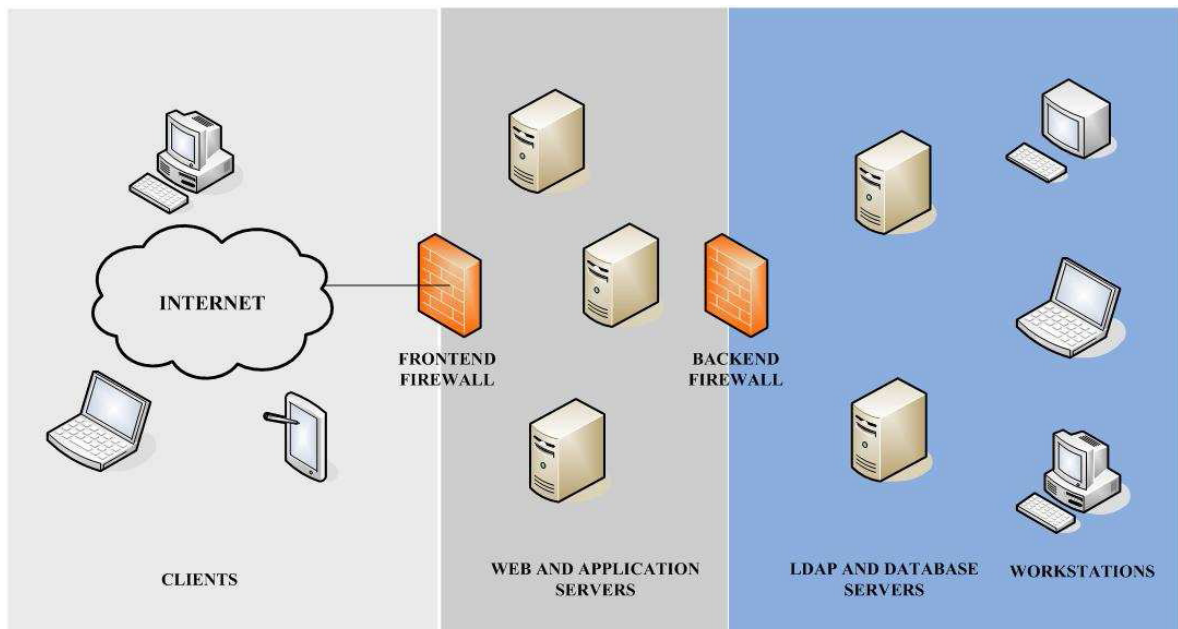 INTERNET
FRONTEND
FIREWALL
BACKEND
FIREWALL
CLIENTS
WEB AND APPLICATION
SERVERS
LDAP AND DATABASE
SERVERS
WORKSTATIONS